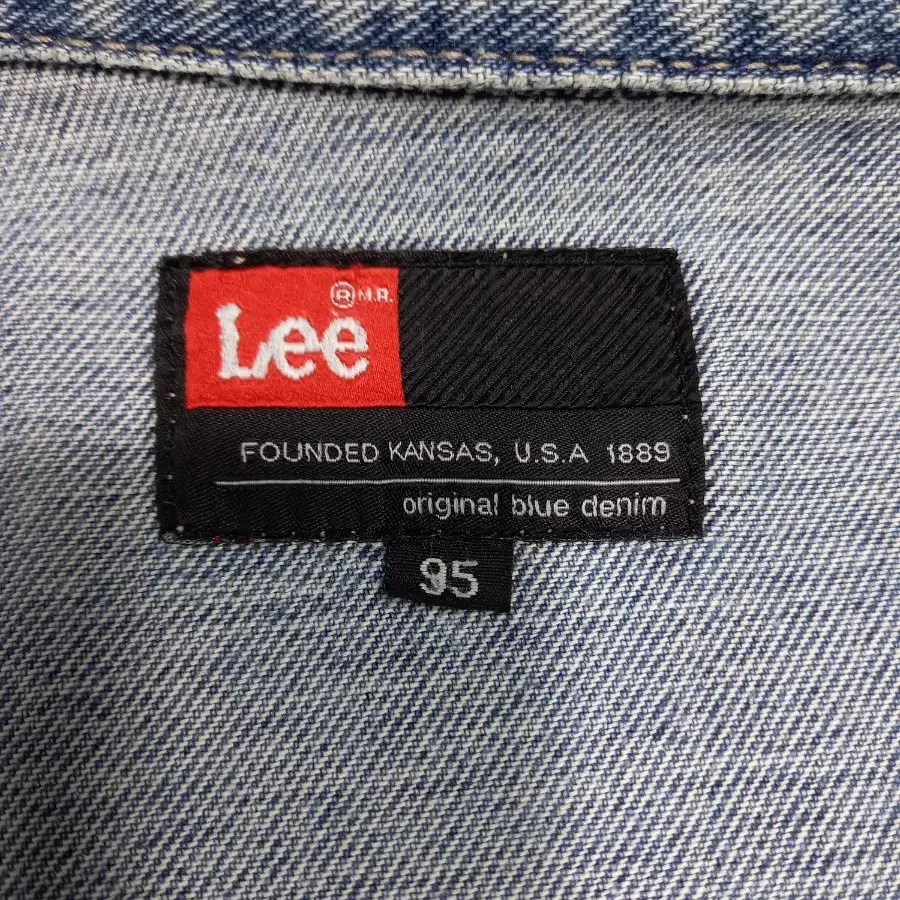 ® M.R.
Lee
FOUNDED KANSAS, U.S.A 1889
original blue denim
95